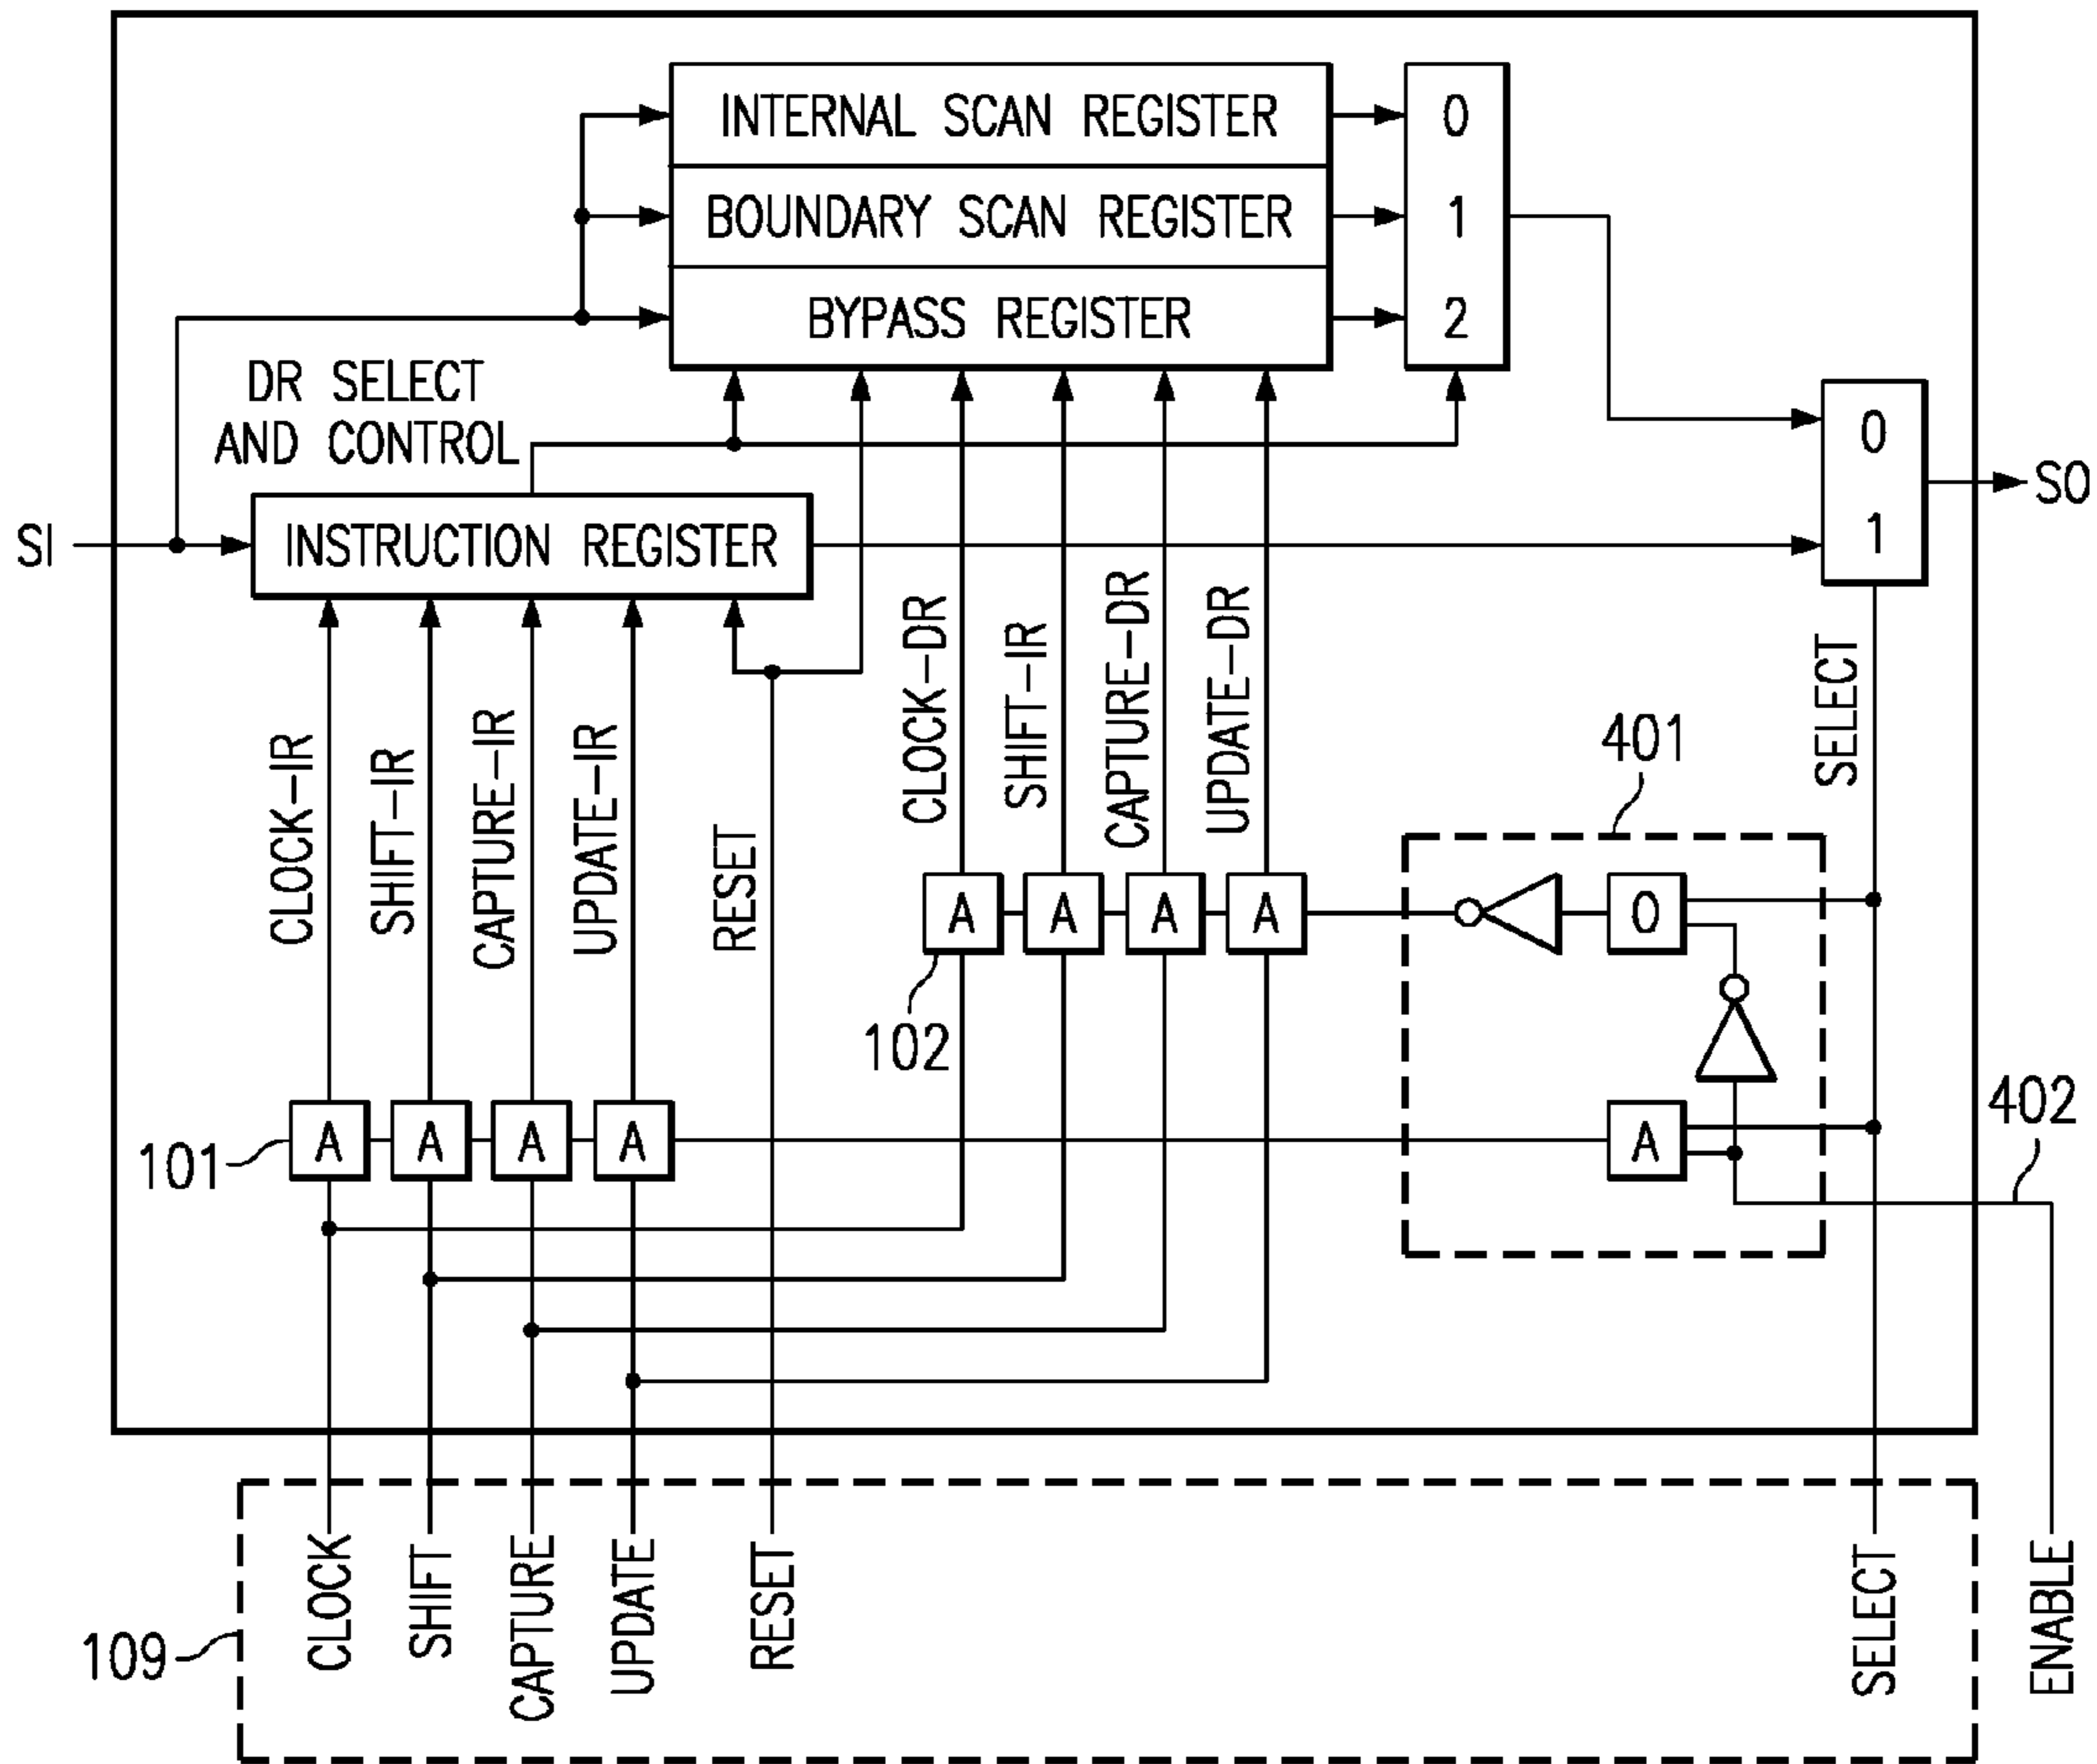 INTERNAL SCAN REGISTER
0
BOUNDARY SCAN REGISTER
1
BYPASS REGISTER
2
DR SELECT
AND CONTROL
0
SO
SI
INSTRUCTION REGISTER
1
CLOCK-IR
SHIFT-IR
CAPTURE-IR
UPDATE-IR
RESET
CLOCK-DR
SHIFT-IR
CAPTURE-DR
UPDATE-DR
SELECT
401
A
A
A
A
O
102
402
101
A
A
A
A
A
109
CLOCK
SHIFT
CAPTURE
UPDATE
RESET
SELECT
ENABLE